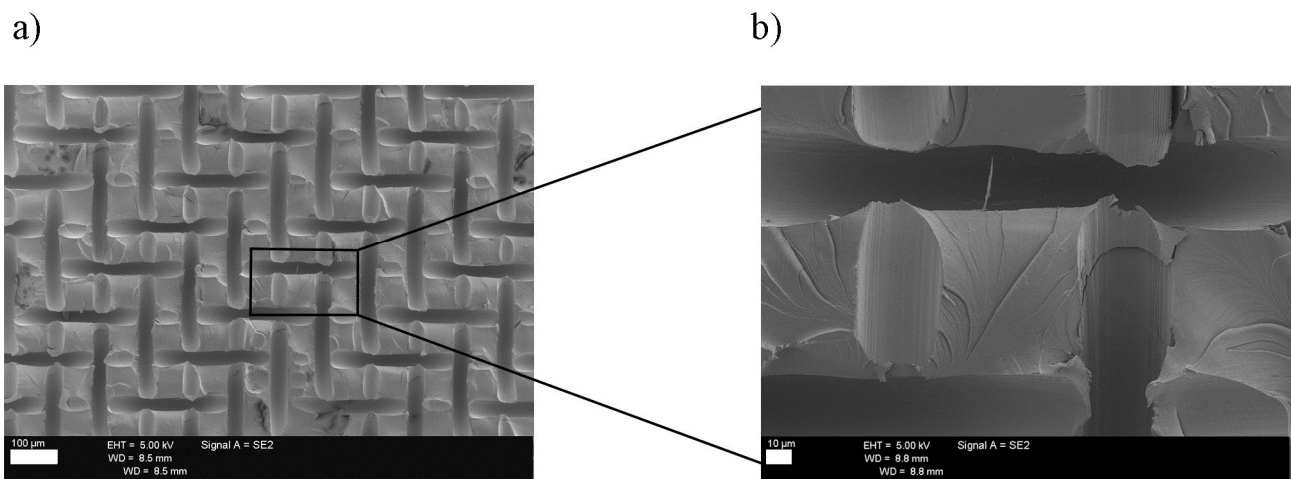 a)
b)
100 µm
EHT = 5.00 kV
Signal A = SE2
WD = 8.5 mm
WD = 8.5 mm
10 µm
EHT = 5.00 kV
Signal A = SE2
WD = 8.8 mm
WD = 8.8 mm